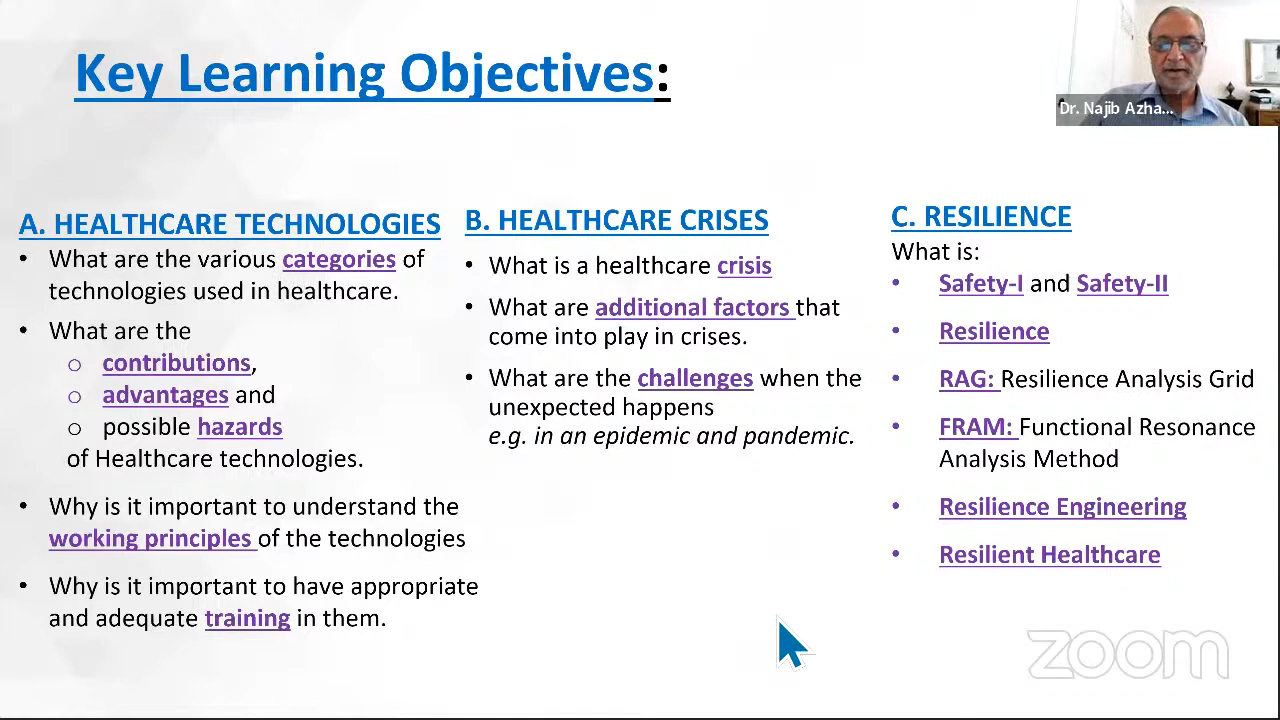 Key Learning Objectives:
Dr. Najib Azha...
A. HEALTHCARE TECHNOLOGIES
• What are the various categories of
technologies used in healthcare.
• What are the
o contributions,
o advantages and
o possible hazards
of Healthcare technologies.
• Why is it important to understand the
working principles of the technologies
• Why is it important to have appropriate
and adequate training in them.
B. HEALTHCARE CRISES
• What is a healthcare crisis
• What are additional factors that
come into play in crises.
• What are the challenges when the
unexpected happens
e.g. in an epidemic and pandemic.
C. RESILIENCE
What is:
• Safety-I and Safety-II
• Resilience
• RAG: Resilience Analysis Grid
• FRAM: Functional Resonance
Analysis Method
• Resilience Engineering
• Resilient Healthcare
zoom